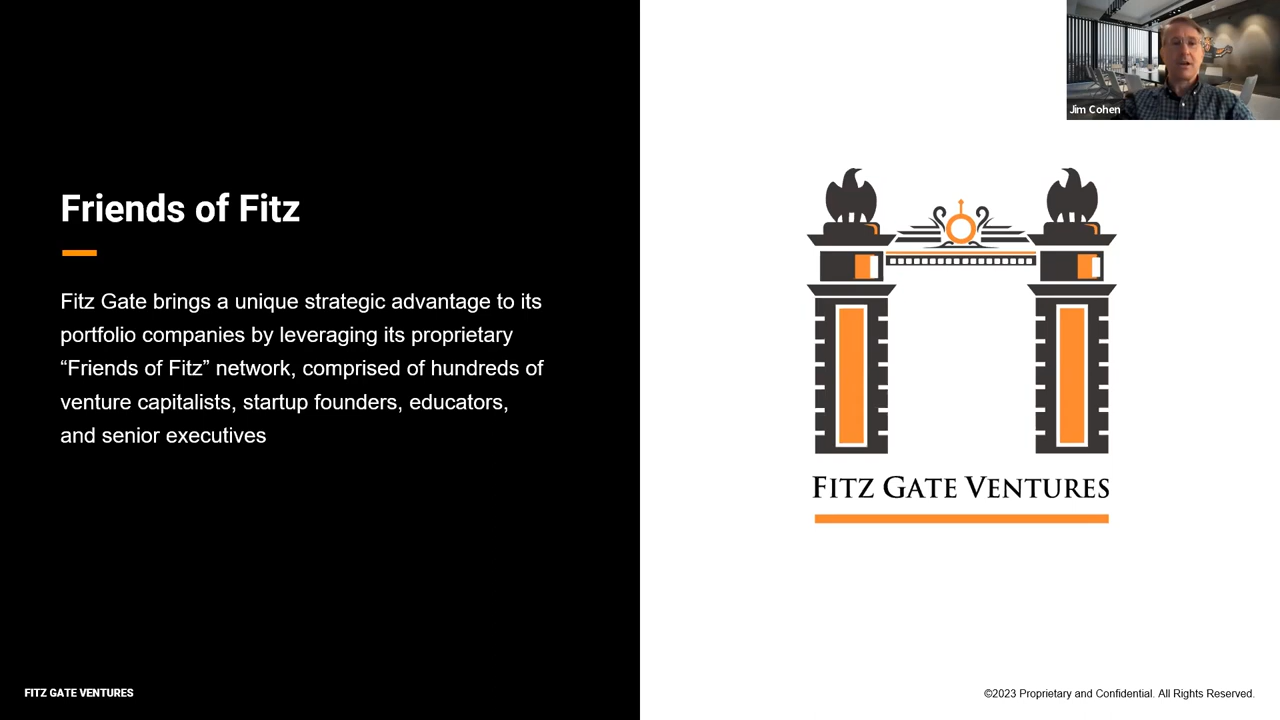 Jim Cohen
Friends of Fitz
Fitz Gate brings a unique strategic advantage to its
portfolio companies by leveraging its proprietary
“Friends of Fitz” network, comprised of hundreds of
venture capitalists, startup founders, educators,
and senior executives
FITZ GATE VENTURES
FITZ GATE VENTURES
©2023 Proprietary and Confidential. All Rights Reserved.